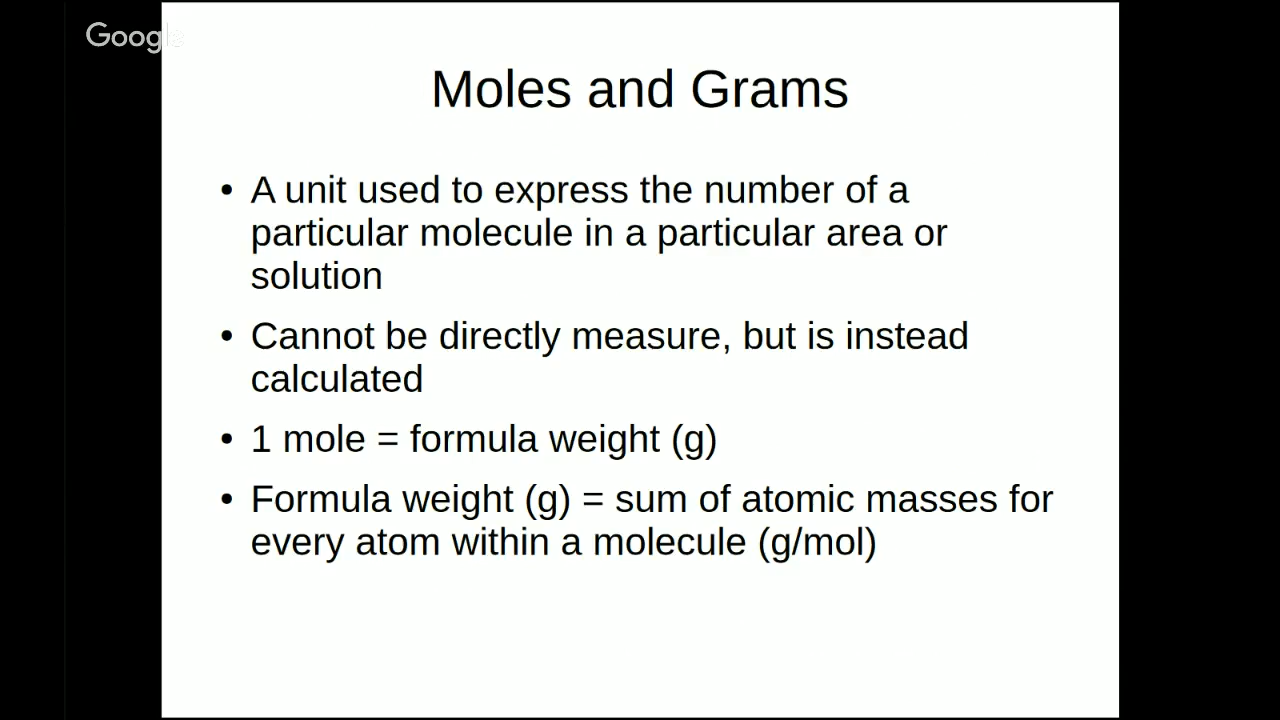 Google
Moles and Grams
• A unit used to express the number of a
particular molecule in a particular area or
solution
• Cannot be directly measure, but is instead
calculated
• 1 mole = formula weight (g)
• Formula weight (g) = sum of atomic masses for
every atom within a molecule (g/mol)